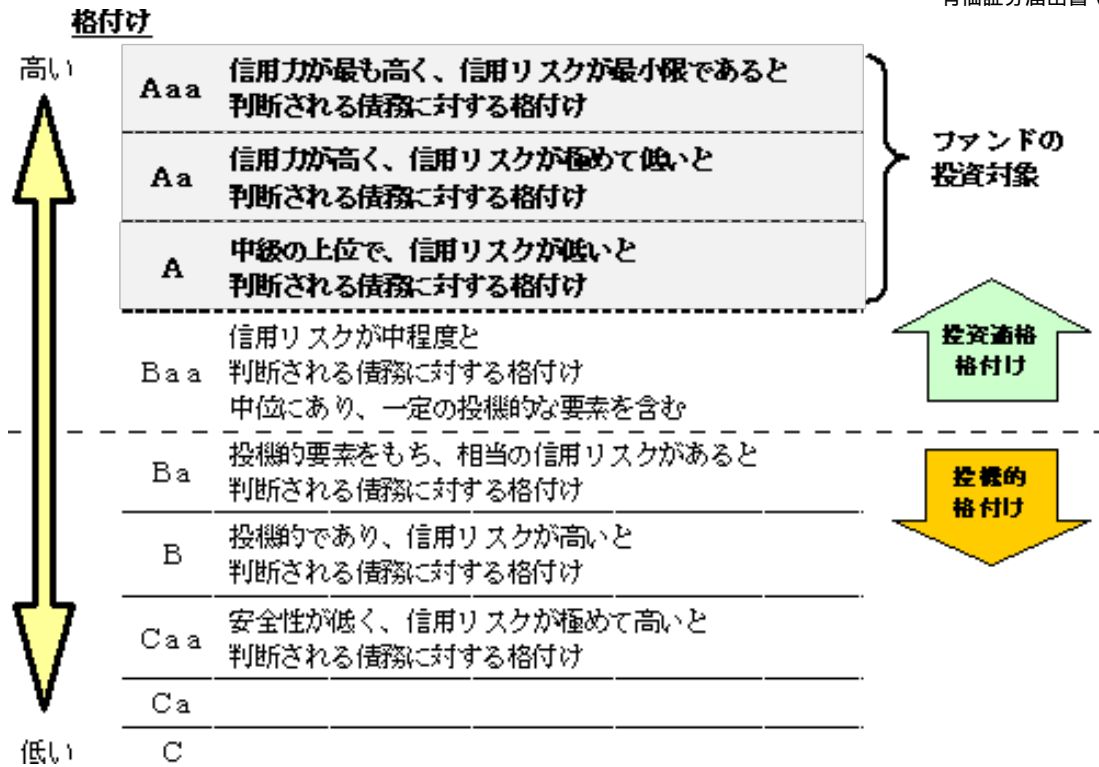 格付け
高い
Aaa
信用力が最も高く、信用リスクが最小限であると
判断される債務に対する格付け
Aa
信用力が高く、信用リスクが極めて低いと
判断される債務に対する格付け
A
中級の上位で、信用リスクが低いと
判断される債務に対する格付け
ファンドの
投資対象
Baa
信用リスクが中程度と
判断される債務に対する格付け
中位にあり、一定の投機的な要素を含む
投資適格
格付け
Ba
投機的要素をもち、相当の信用リスクがあると
判断される債務に対する格付け
投機的
格付け
B
投機的であり、信用リスクが高いと
判断される債務に対する格付け
Caa
安全性が低く、信用リスクが極めて高いと
判断される債務に対する格付け
Ca
低い
C